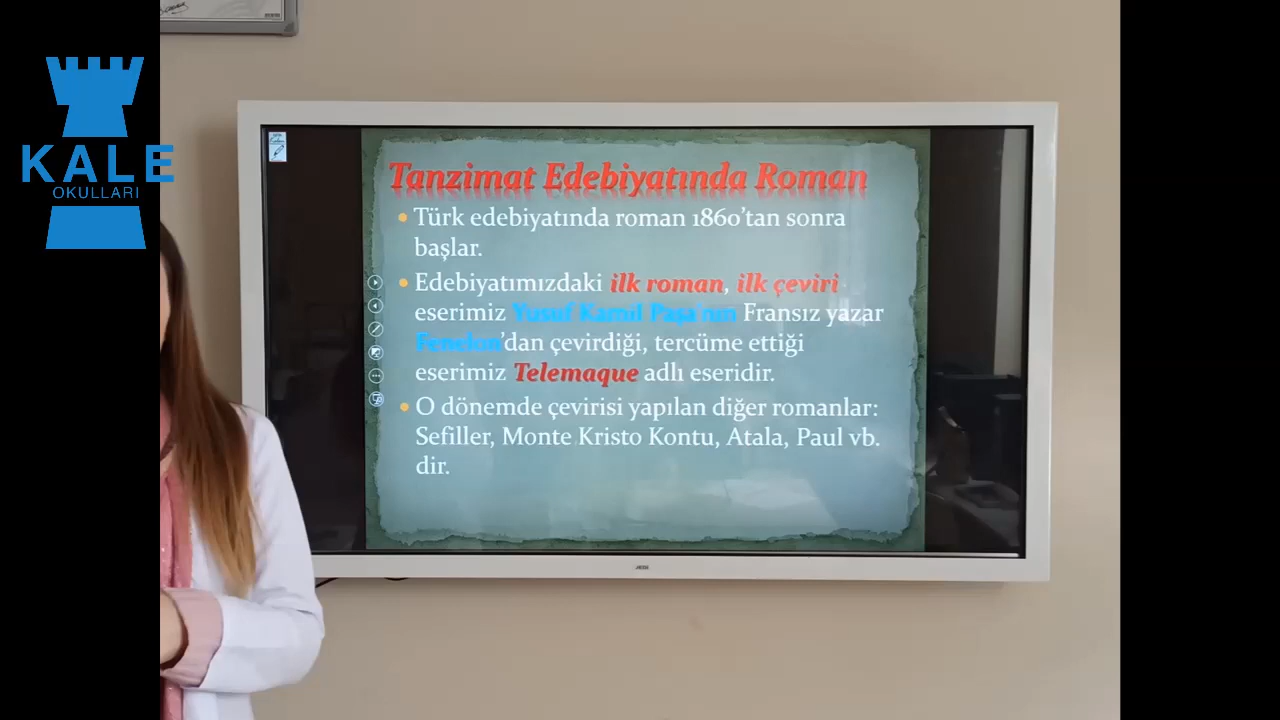 KALE
OKULLARI
Tanzimat Edebiyatında Roman
Türk edebiyatında roman 1860'tan sonra
başlar.
Edebiyatımızdaki ilk roman, ilk çeviri
eserimiz Yusuf Kamil Paşa'nın Fransız yazar
Fenelon'dan çevirdiği, tercüme ettiği
eserimiz Telemaque adlı eseridir.
O dönemde çevirisi yapılan diğer romanlar:
Sefiller, Monte Kristo Kontu, Atala, Paul vb.
dir.